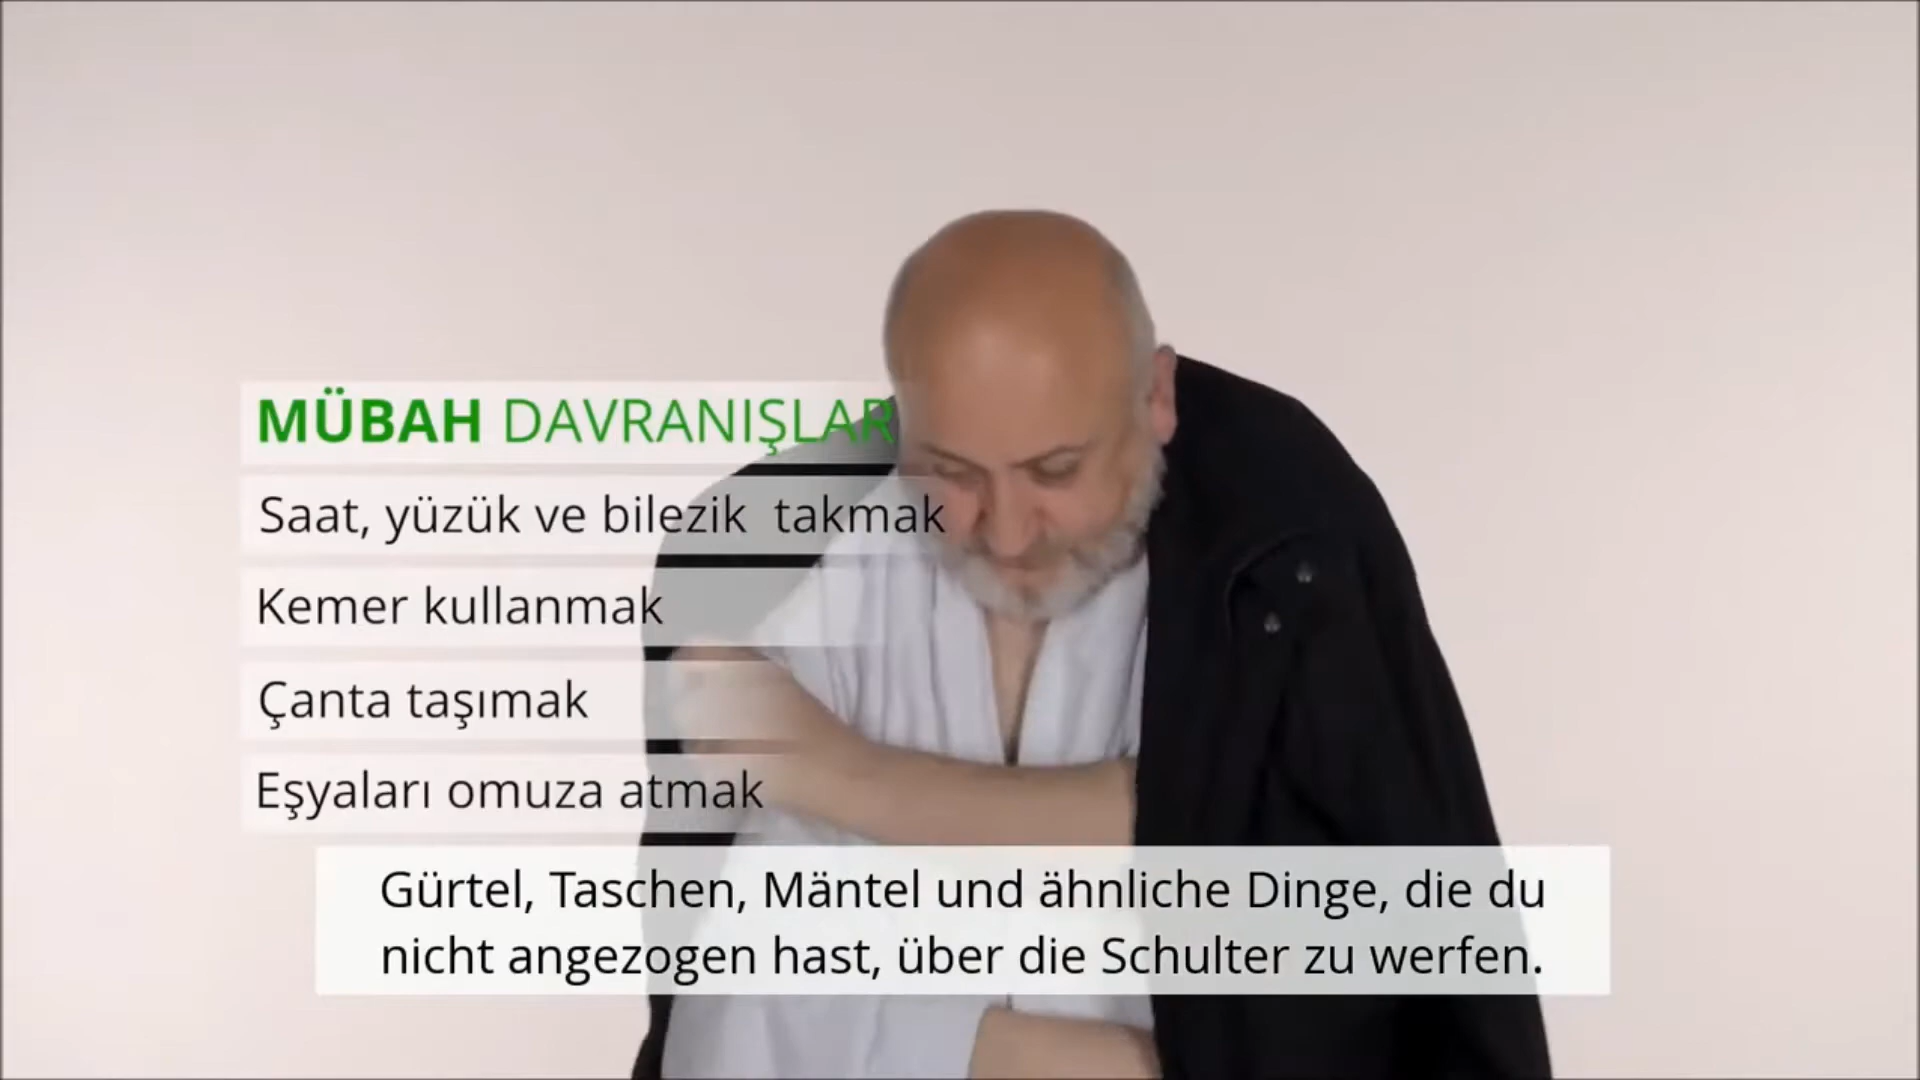 MÜBAH DAVRANIŞLAR
Saat, yüzük ve bilezik takmak
Kemer kullanmak
Çanta taşımak
Eşyaları omuza atmak
Gürtel, Taschen, Mäntel und ähnliche Dinge, die du
nicht angezogen hast, über die Schulter zu werfen.